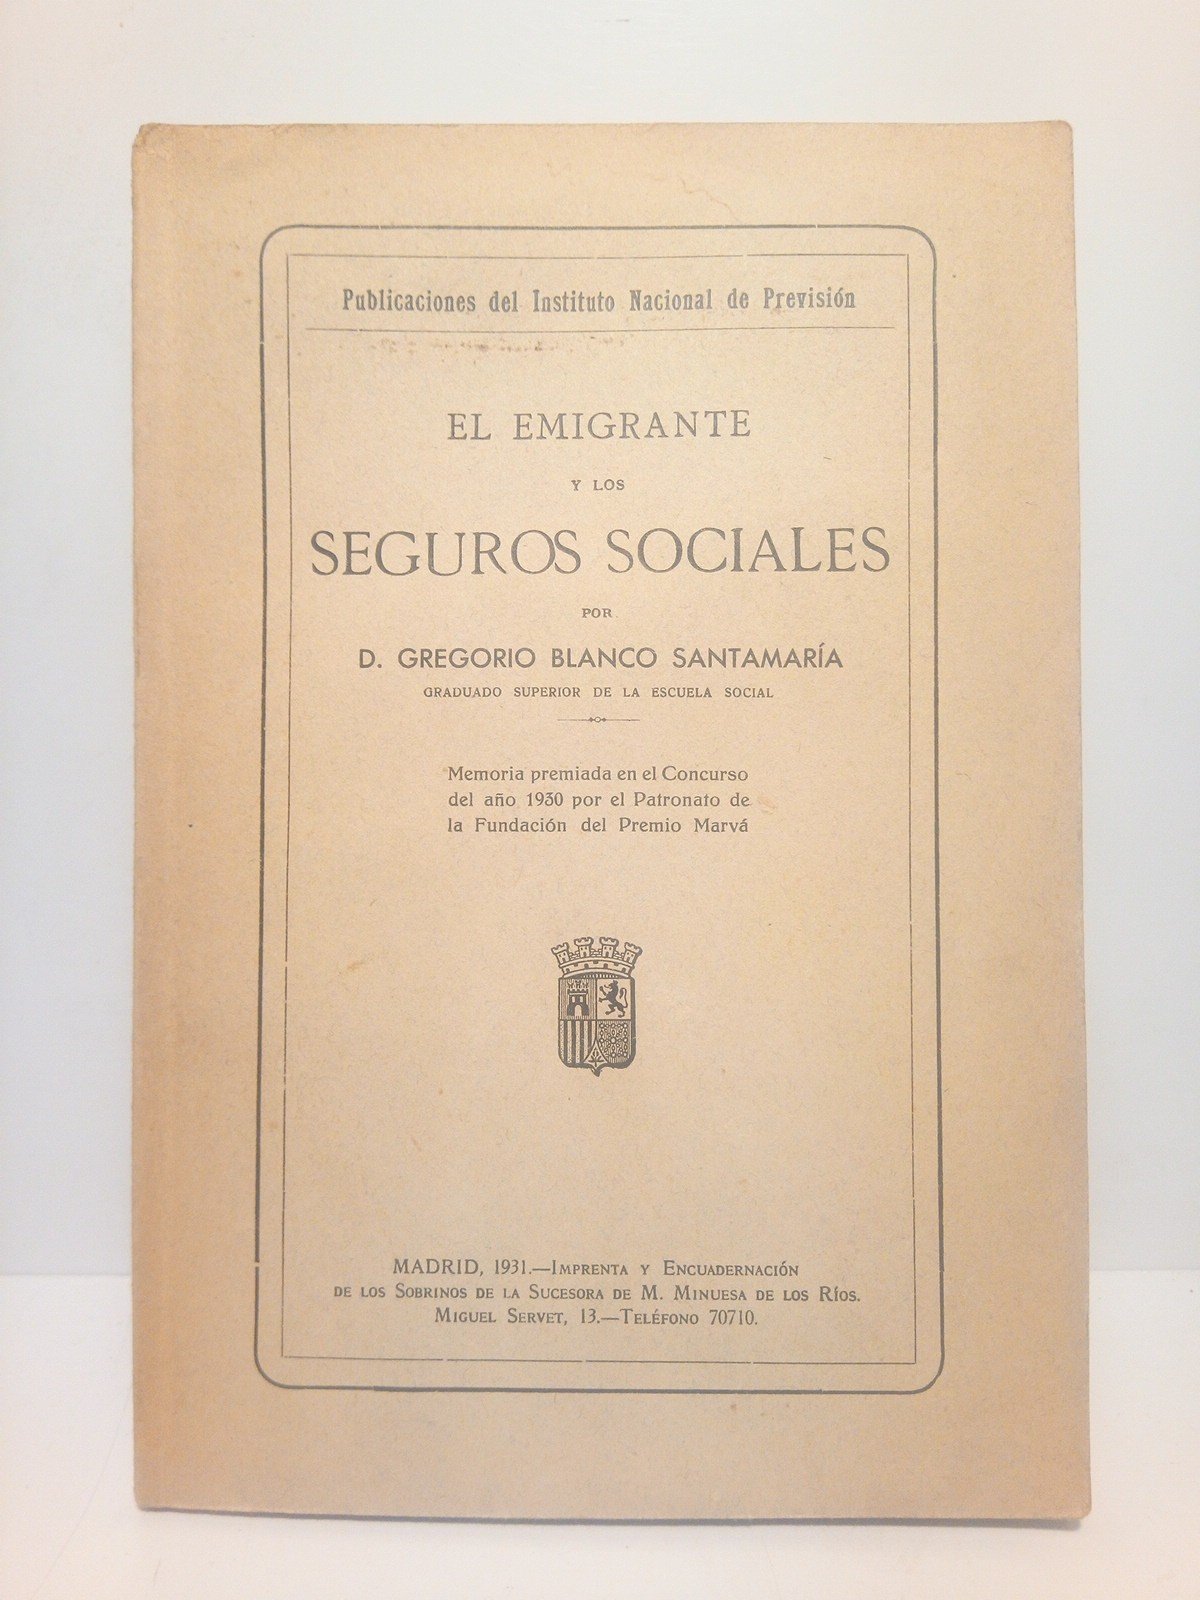 Publicaciones del Instituto Nacional de Previsión
EL EMIGRANTE
Y LOS
SEGUROS SOCIALES
POR
D. GREGORIO BLANCO SANTAMARÍA
GRADUADO SUPERIOR DE LA ESCUELA SOCIAL
Memoria premiada en el Concurso
del año 1930 por el Patronato de
la Fundación del Premio Marvá
MADRID, 1931.—IMPRENTA Y ENCUADERNACIÓN
DE LOS SOBRINOS DE LA SUCESORA DE M. MINUESA DE LOS RÍOS.
MIGUEL SERVET, 13.—TELÉFONO 70710.